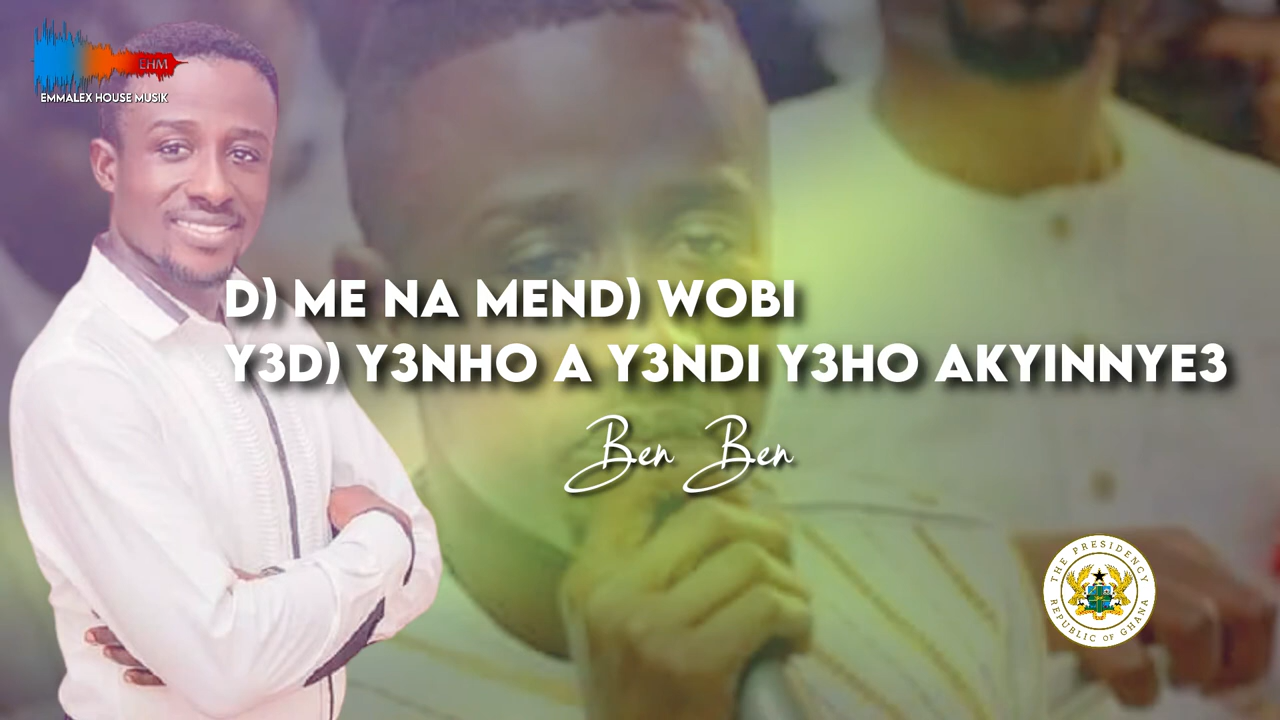 EHM
EMMALEX HOUSE MUSIK
D) ME NA MEND) WOBI
Y3D) Y3NHO A Y3NDI Y3HO AKYINNYE3
Ben Ben
THE PRESIDENCY
REPUBLIC OF GHANA